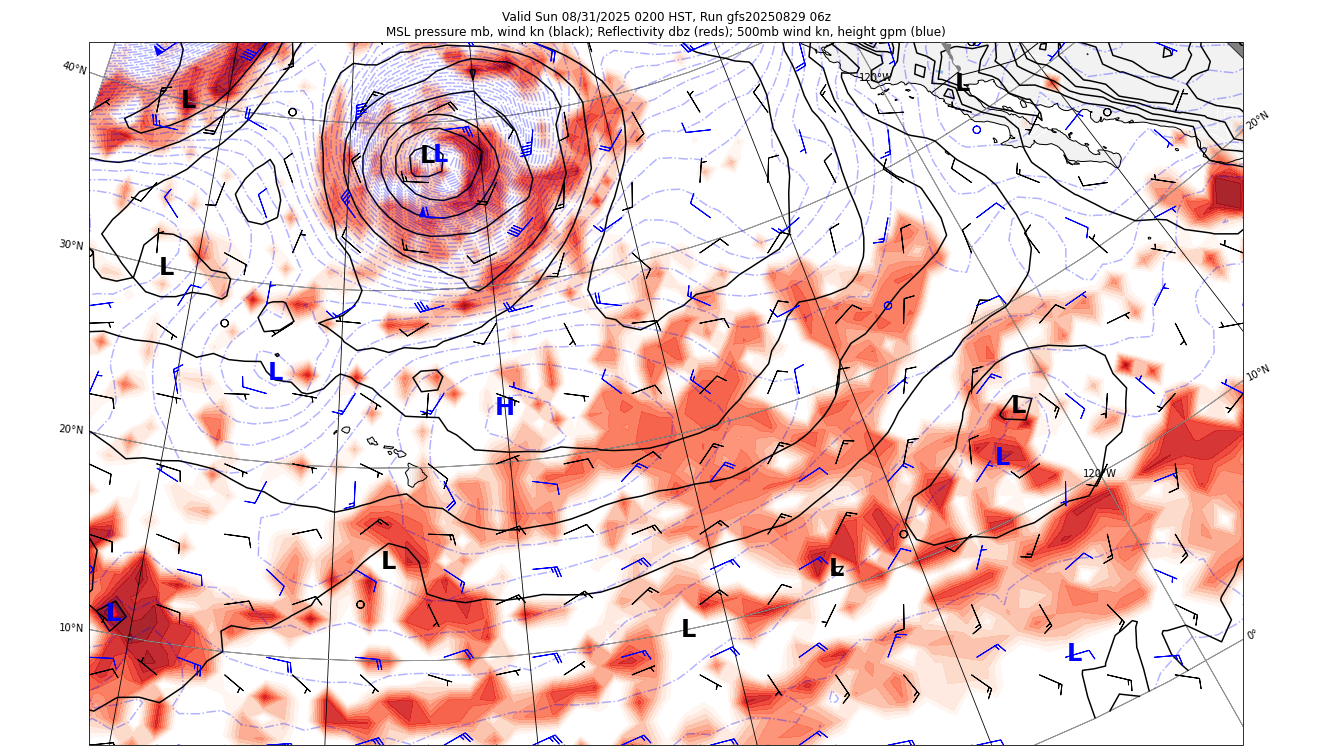 Valid Sun 08/31/2025 0200 HST, Run gfs20250829 06z
MSL pressure mb, wind kn (black); Reflectivity dbz (reds); 500mb wind kn, height gpm (blue)
40°N
120°W
L
L
20°N
L
L
30°N
L
L
10°N
H
L
20°N
L
120°W
L
L
L
10°N
L
0°
L